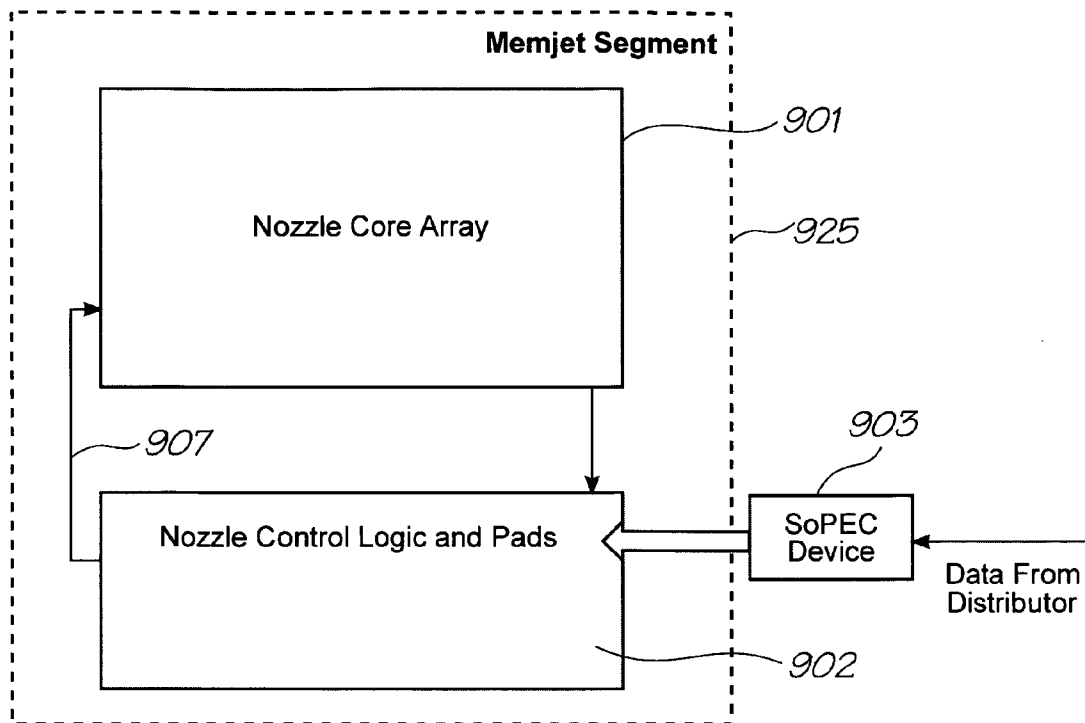 Memjet Segment
901
Nozzle Core Array
925
907
903
Nozzle Control Logic and Pads
SoPEC
Device
Data From
Distributor
902